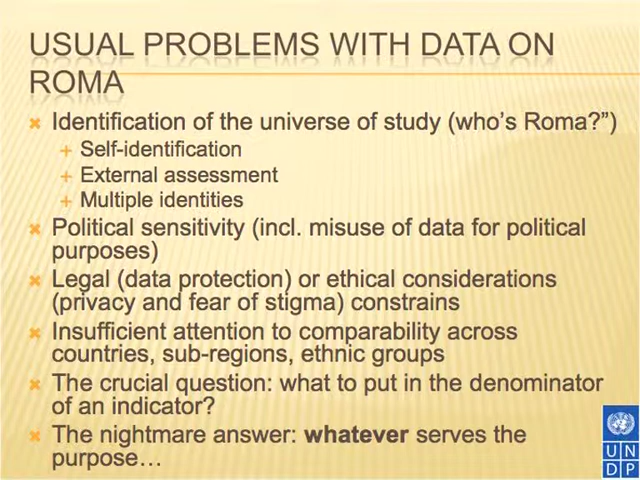 USUAL PROBLEMS WITH DATA ON
ROMA
Identification of the universe of study (who's Roma?")
Self-identification
External assessment
Multiple identities
Political sensitivity (incl. misuse of data for political
purposes)
Legal (data protection) or ethical considerations
(privacy and fear of stigma) constrains
Insufficient attention to comparability across
countries, sub-regions, ethnic groups
The crucial question: what to put in the denominator
of an indicator?
The nightmare answer: whatever serves the
purpose…
U N
D P